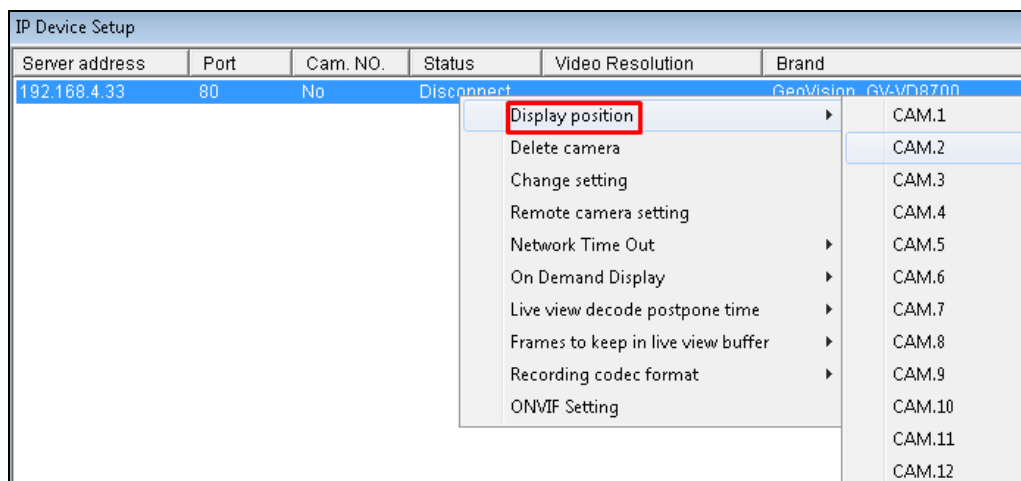 IP Device Setup
Server address Port Cam. NO. Status Video Resolution Brand
192.168.4.33 80 No Disconnect GeoVision_GV-VD8700
Display position CAM.1
Delete camera CAM.2
Change setting CAM.3
Remote camera setting CAM.4
Network Time Out CAM.5
On Demand Display CAM.6
Live view decode postpone time CAM.7
Frames to keep in live view buffer CAM.8
Recording codec format CAM.9
ONVIF Setting CAM.10
CAM.11
CAM.12